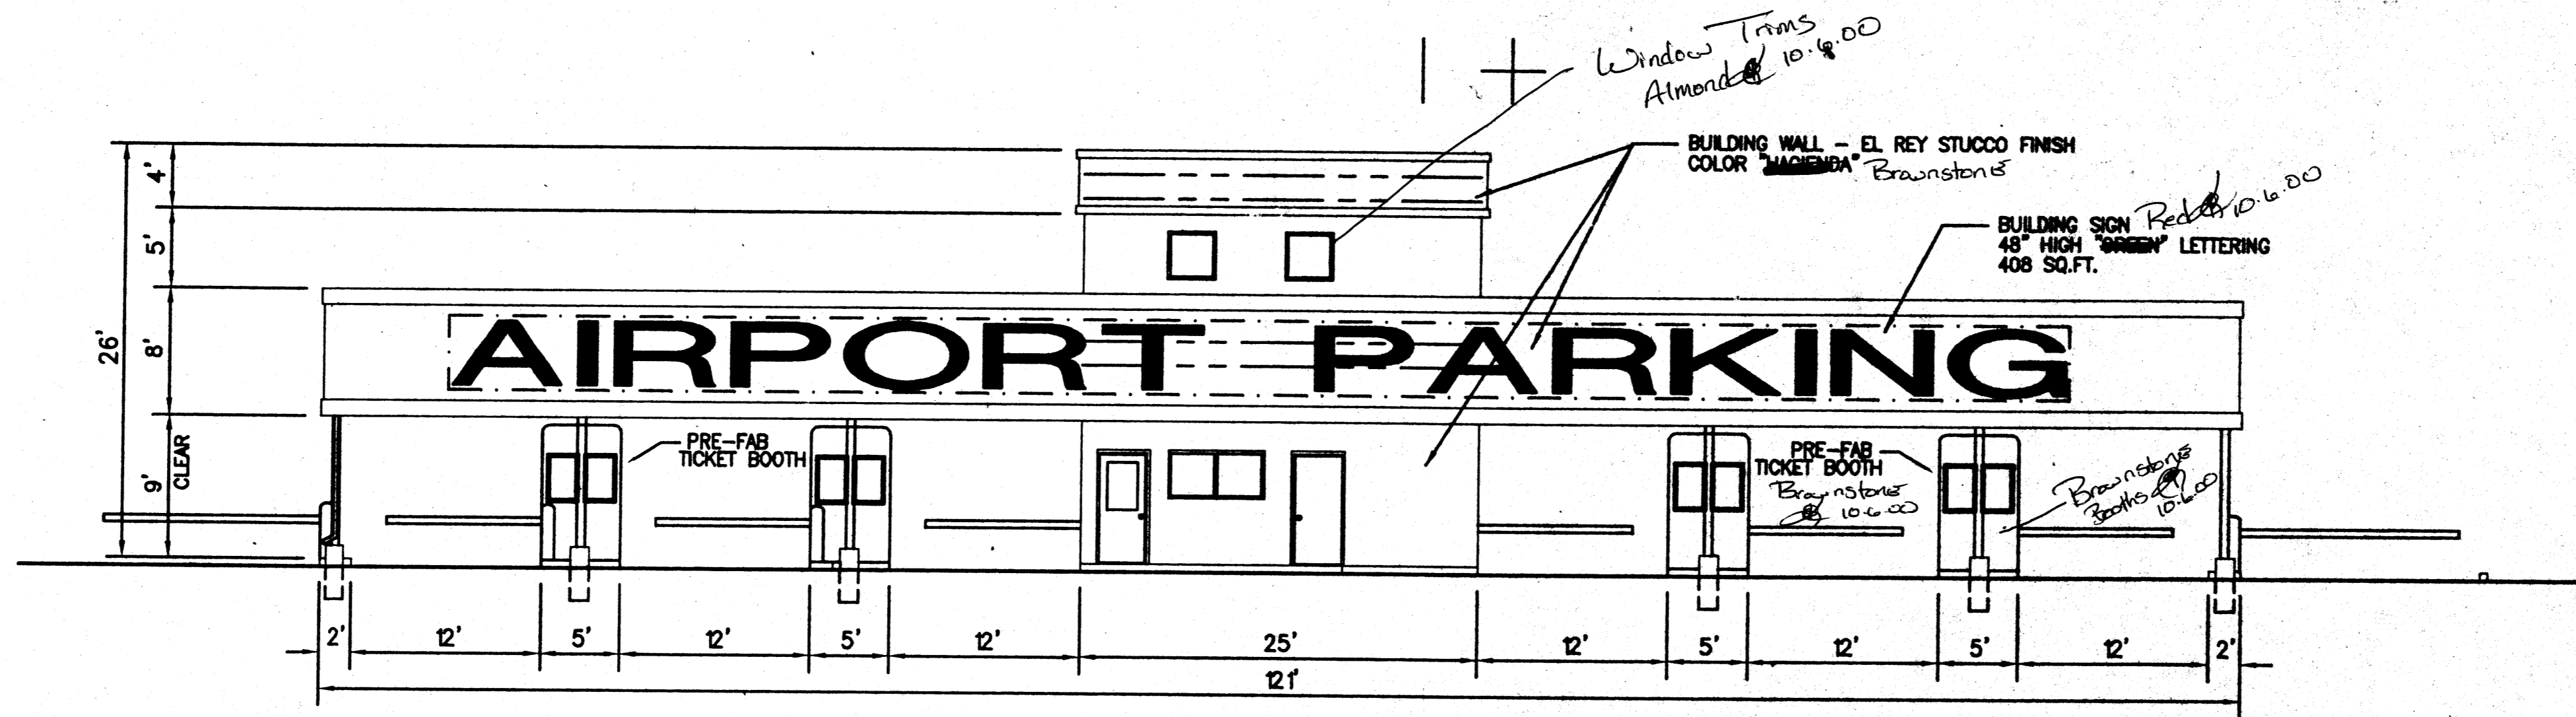 Window Trims
Almond 10.6.00
BUILDING WALL - EL REY STUCCO FINISH
COLOR "HACIENDA" Brownstone
BUILDING SIGN Red 10.6.00
48" HIGH "GREEN" LETTERING
408 SQ.FT.
4'
5'
8'
26'
9' CLEAR
AIRPORT PARKING
PRE-FAB
TICKET BOOTH
PRE-FAB
TICKET BOOTH
Brownstone
10.6.00
Brownstone
Booths
10.6.00
2' 12' 5' 12' 5' 12' 25' 12' 5' 12' 5' 12' 2'
121'